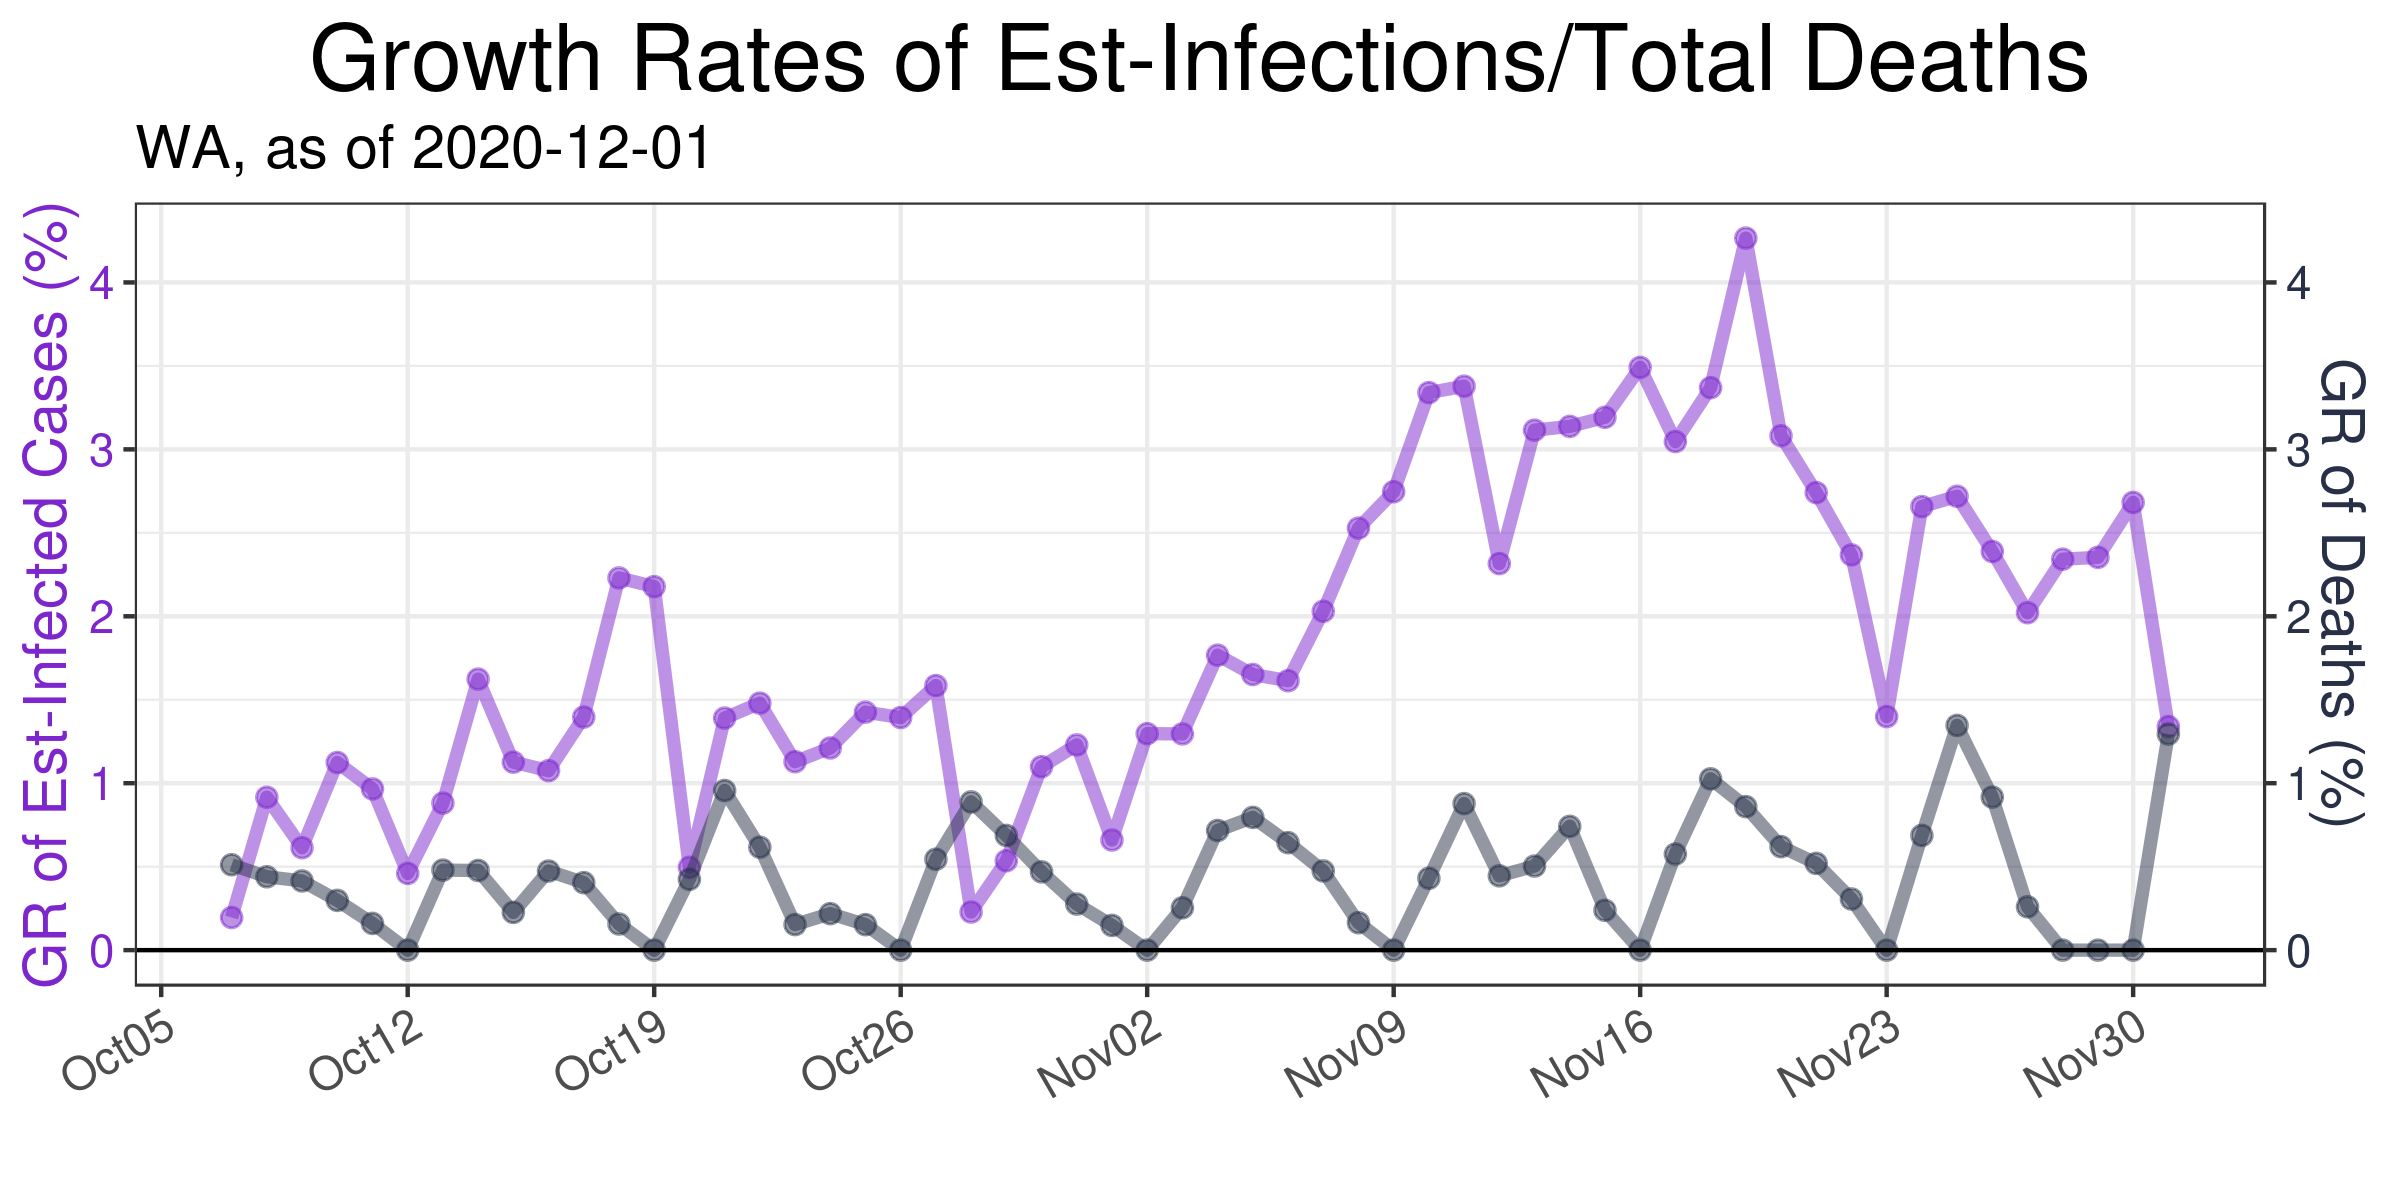 Growth Rates of Est-Infections/Total Deaths
WA, as of 2020-12-01
GR of Est-Infected Cases (%)
4
3
2
1
0
4
3
2
1
0
GR of Deaths (%)
Oct05
Oct12
Oct19
Oct26
Nov02
Nov09
Nov16
Nov23
Nov30